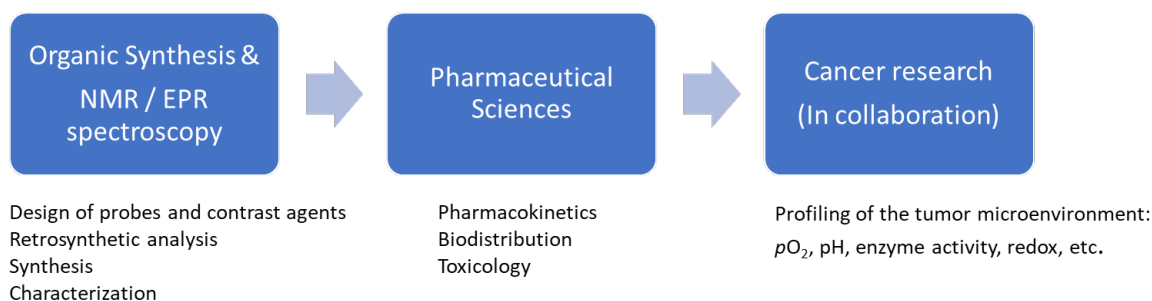 Organic Synthesis &
NMR / EPR
spectroscopy
Design of probes and contrast agents
Retrosynthetic analysis
Synthesis
Characterization
Pharmaceutical
Sciences
Pharmacokinetics
Biodistribution
Toxicology
Cancer research
(In collaboration)
Profiling of the tumor microenvironment:
pO₂, pH, enzyme activity, redox, etc.